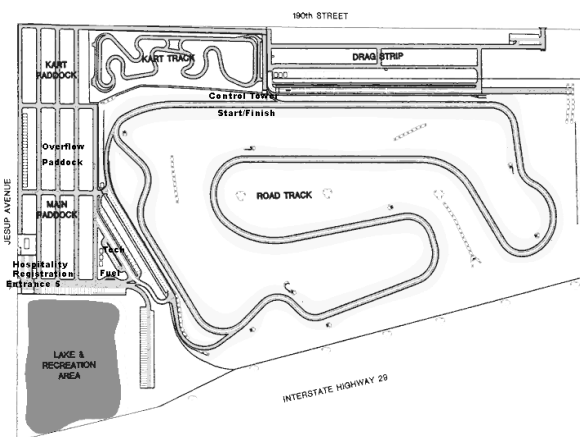 190th STREET
KART
PADDOCK
KART TRACK
DRAG STRIP
Control Tower
Start/Finish
Overflow
Paddock
ROAD TRACK
JESUP AVENUE
MAIN
PADDOCK
Tech
Hospitality
Registration
Fuel
Entrance 5
LAKE &
RECREATION
AREA
INTERSTATE HIGHWAY 29